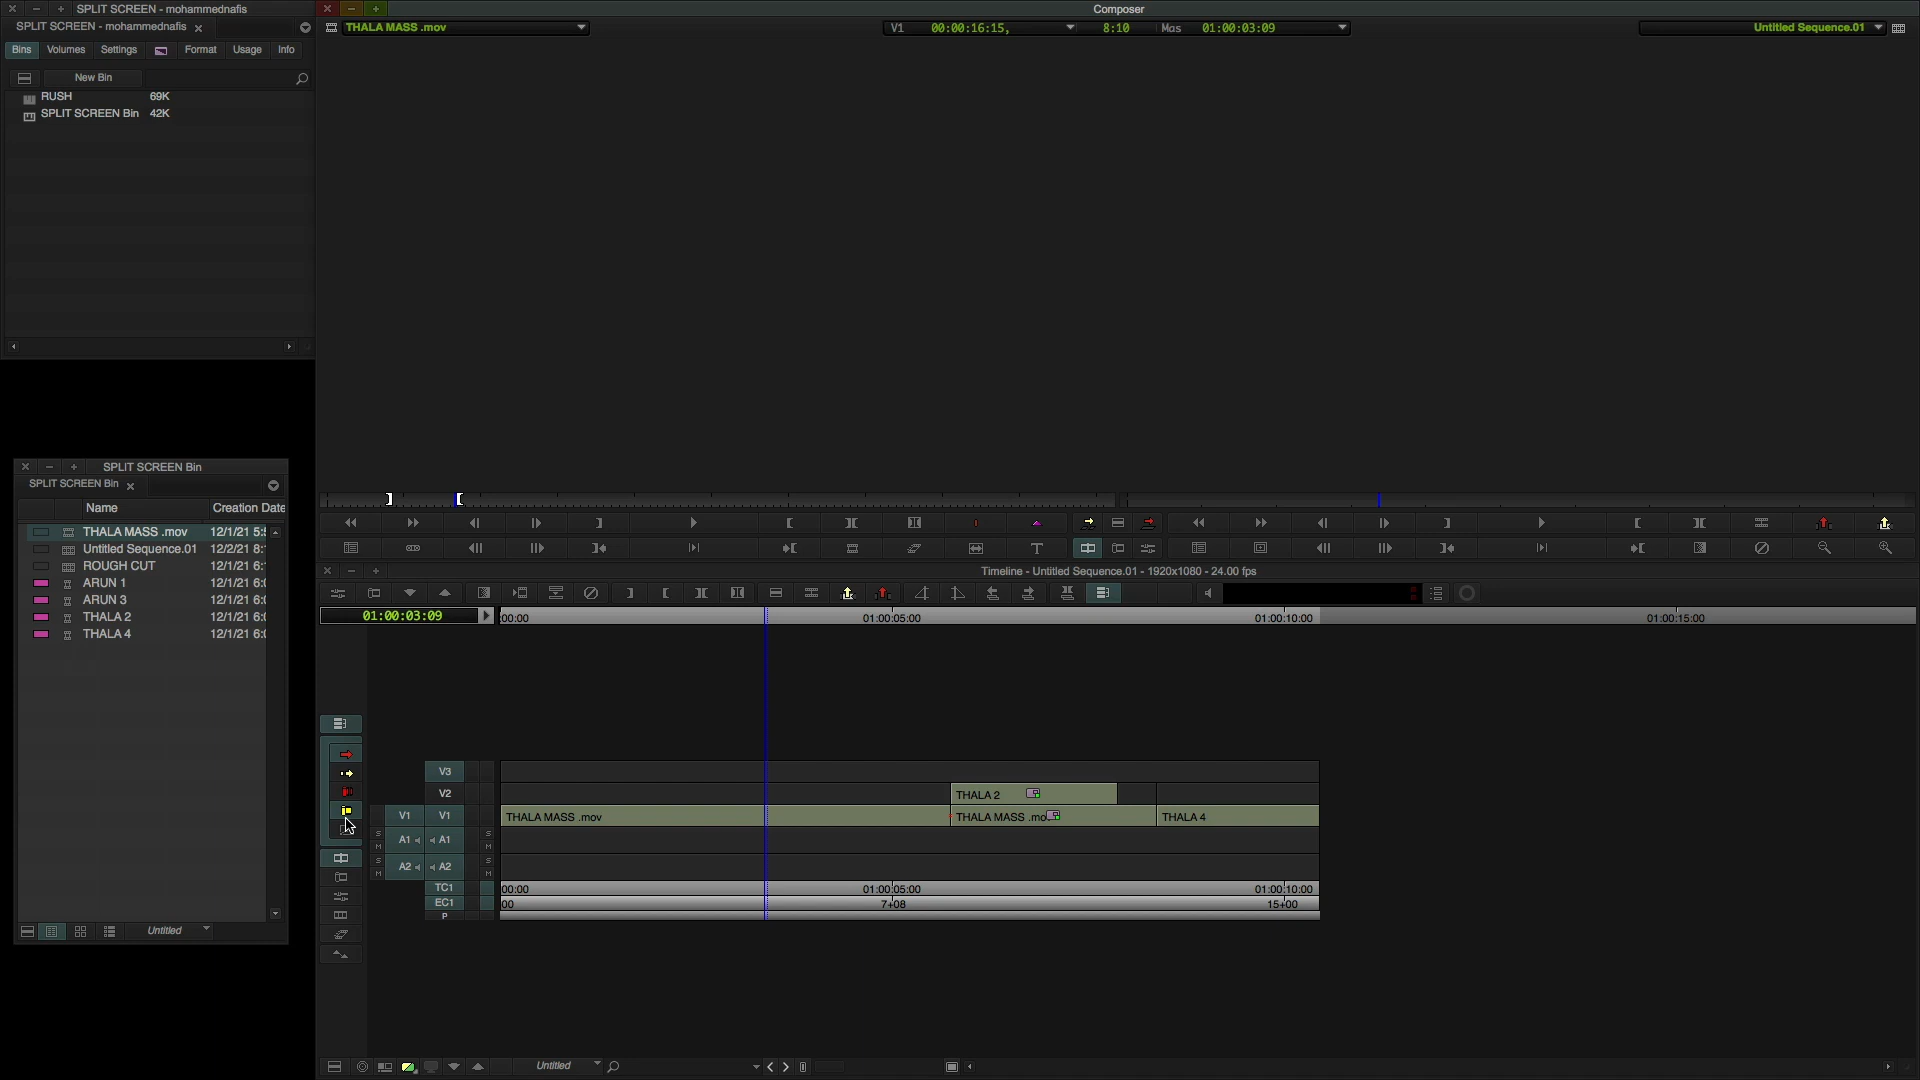 SPLIT SCREEN - mohammednafis
SPLIT SCREEN - mohammednafis
Bins Volumes Settings Format Usage Info
New Bin
RUSH 69K
SPLIT SCREEN Bin 42K
Composer
THALA MASS .mov V1 00:00:16:15, 8:10 Mas 01:00:03:09 Untitled Sequence.01
SPLIT SCREEN Bin
SPLIT SCREEN Bin
Name Creation Date
THALA MASS .mov 12/1/21 5:
Untitled Sequence.01 12/2/21 8:
ROUGH CUT 12/1/21 6:
ARUN 1 12/1/21 6:
ARUN 3 12/1/21 6:
THALA 2 12/1/21 6:
THALA 4 12/1/21 6:
Untitled
T
Timeline - Untitled Sequence.01 - 1920x1080 - 24.00 fps
01:00:03:09 :00:00 01:00:05:00 01:00:10:00 01:00:15:00
V3
V2 THALA 2
V1 V1 THALA MASS .mov THALA MASS .mo THALA 4
S S
A1 A1
M M
S S
A2 A2
M M
TC1 00:00 01:00:05:00 01:00:10:00
EC1 00 7+08 15+00
P
Untitled